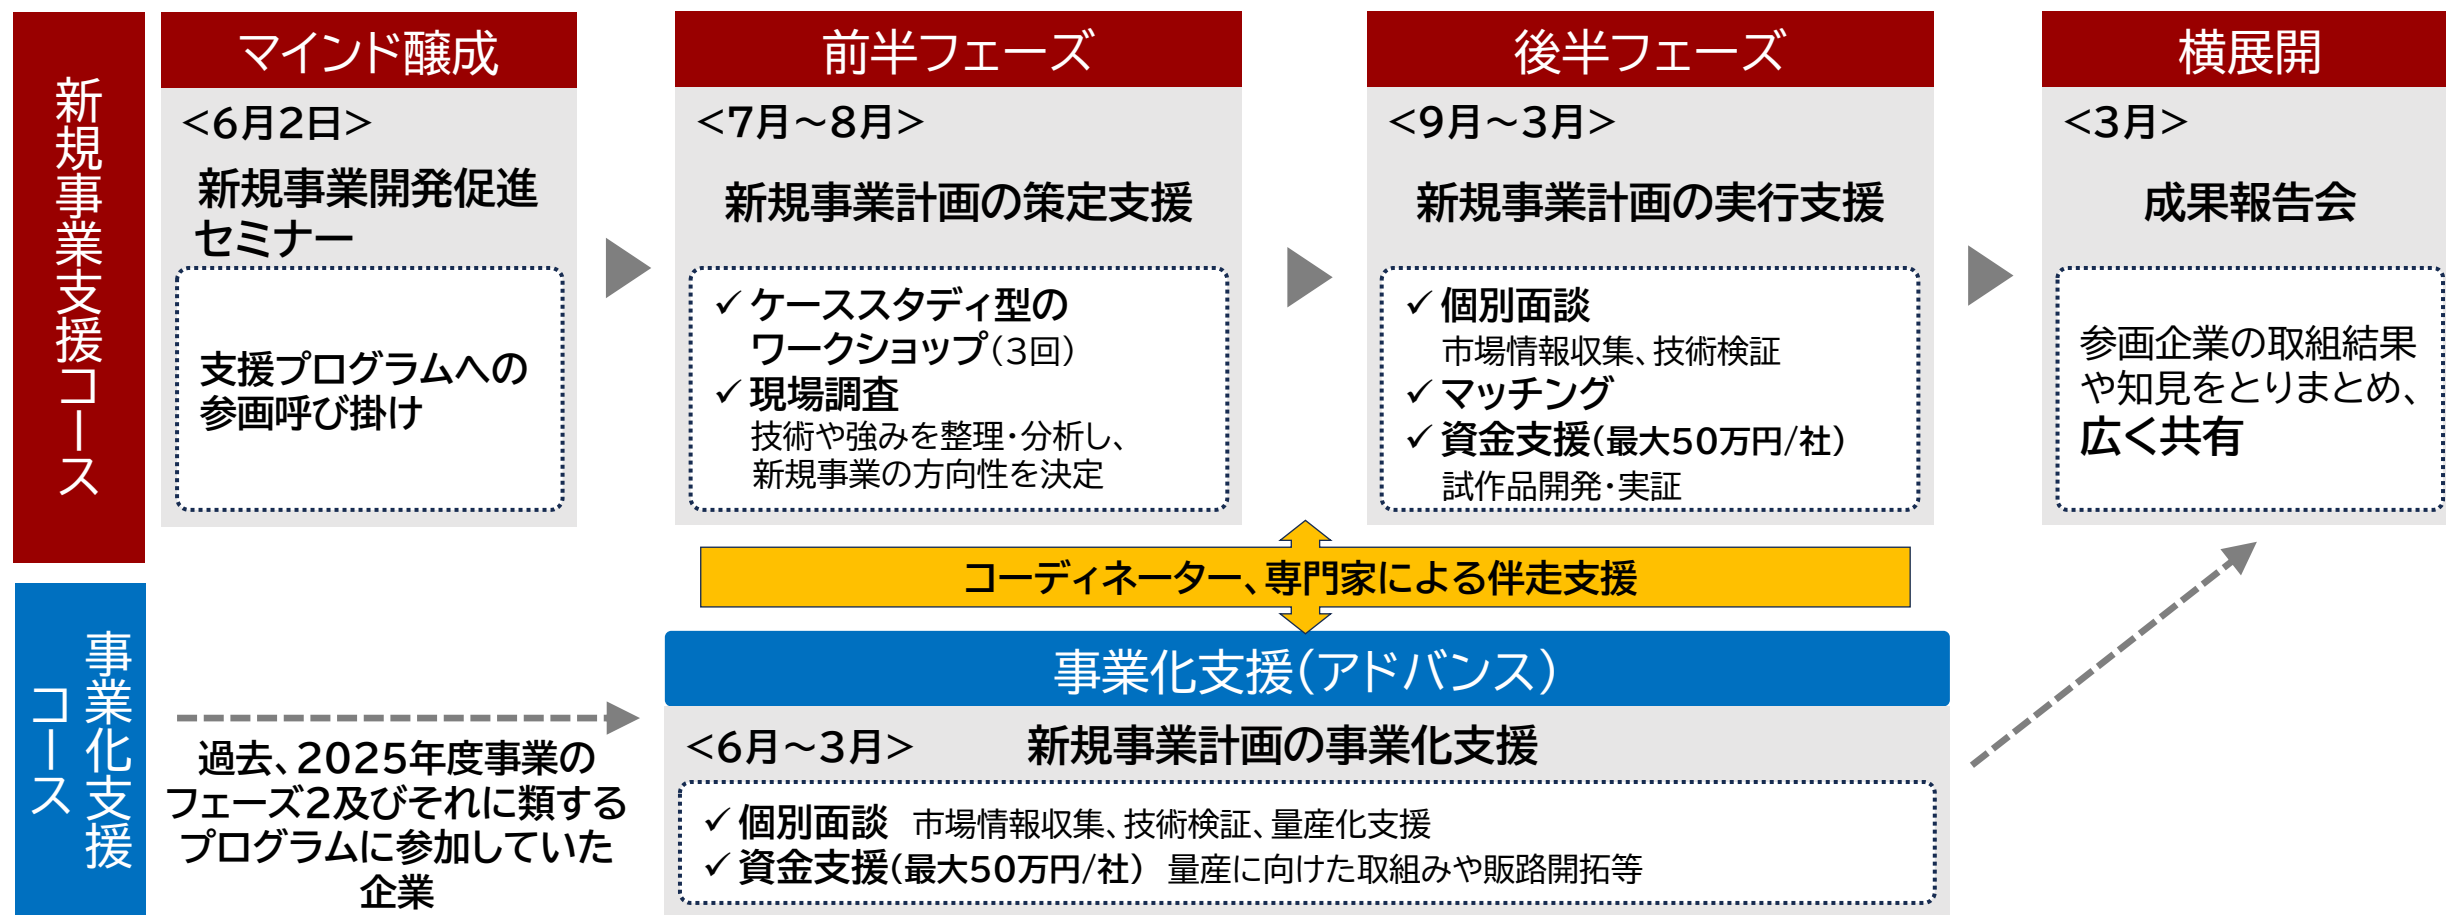 新規事業支援コース
マインド醸成
<6月2日>
新規事業開発促進
セミナー
支援プログラムへの
参画呼び掛け
前半フェーズ
<7月～8月>
新規事業計画の策定支援
✓ケーススタディ型の
ワークショップ(3回)
✓現場調査
技術や強みを整理・分析し、
新規事業の方向性を決定
後半フェーズ
<9月～3月>
新規事業計画の実行支援
✓個別面談
市場情報収集、技術検証
✓マッチング
✓資金支援(最大50万円/社)
試作品開発・実証
横展開
<3月>
成果報告会
参画企業の取組結果
や知見をとりまとめ、
広く共有
コーディネーター、専門家による伴走支援
事業化支援
コース
過去、2025年度事業の
フェーズ2及びそれに類する
プログラムに参加していた
企業
事業化支援(アドバンス)
<6月～3月> 新規事業計画の事業化支援
✓個別面談 市場情報収集、技術検証、量産化支援
✓資金支援(最大50万円/社) 量産に向けた取組みや販路開拓等